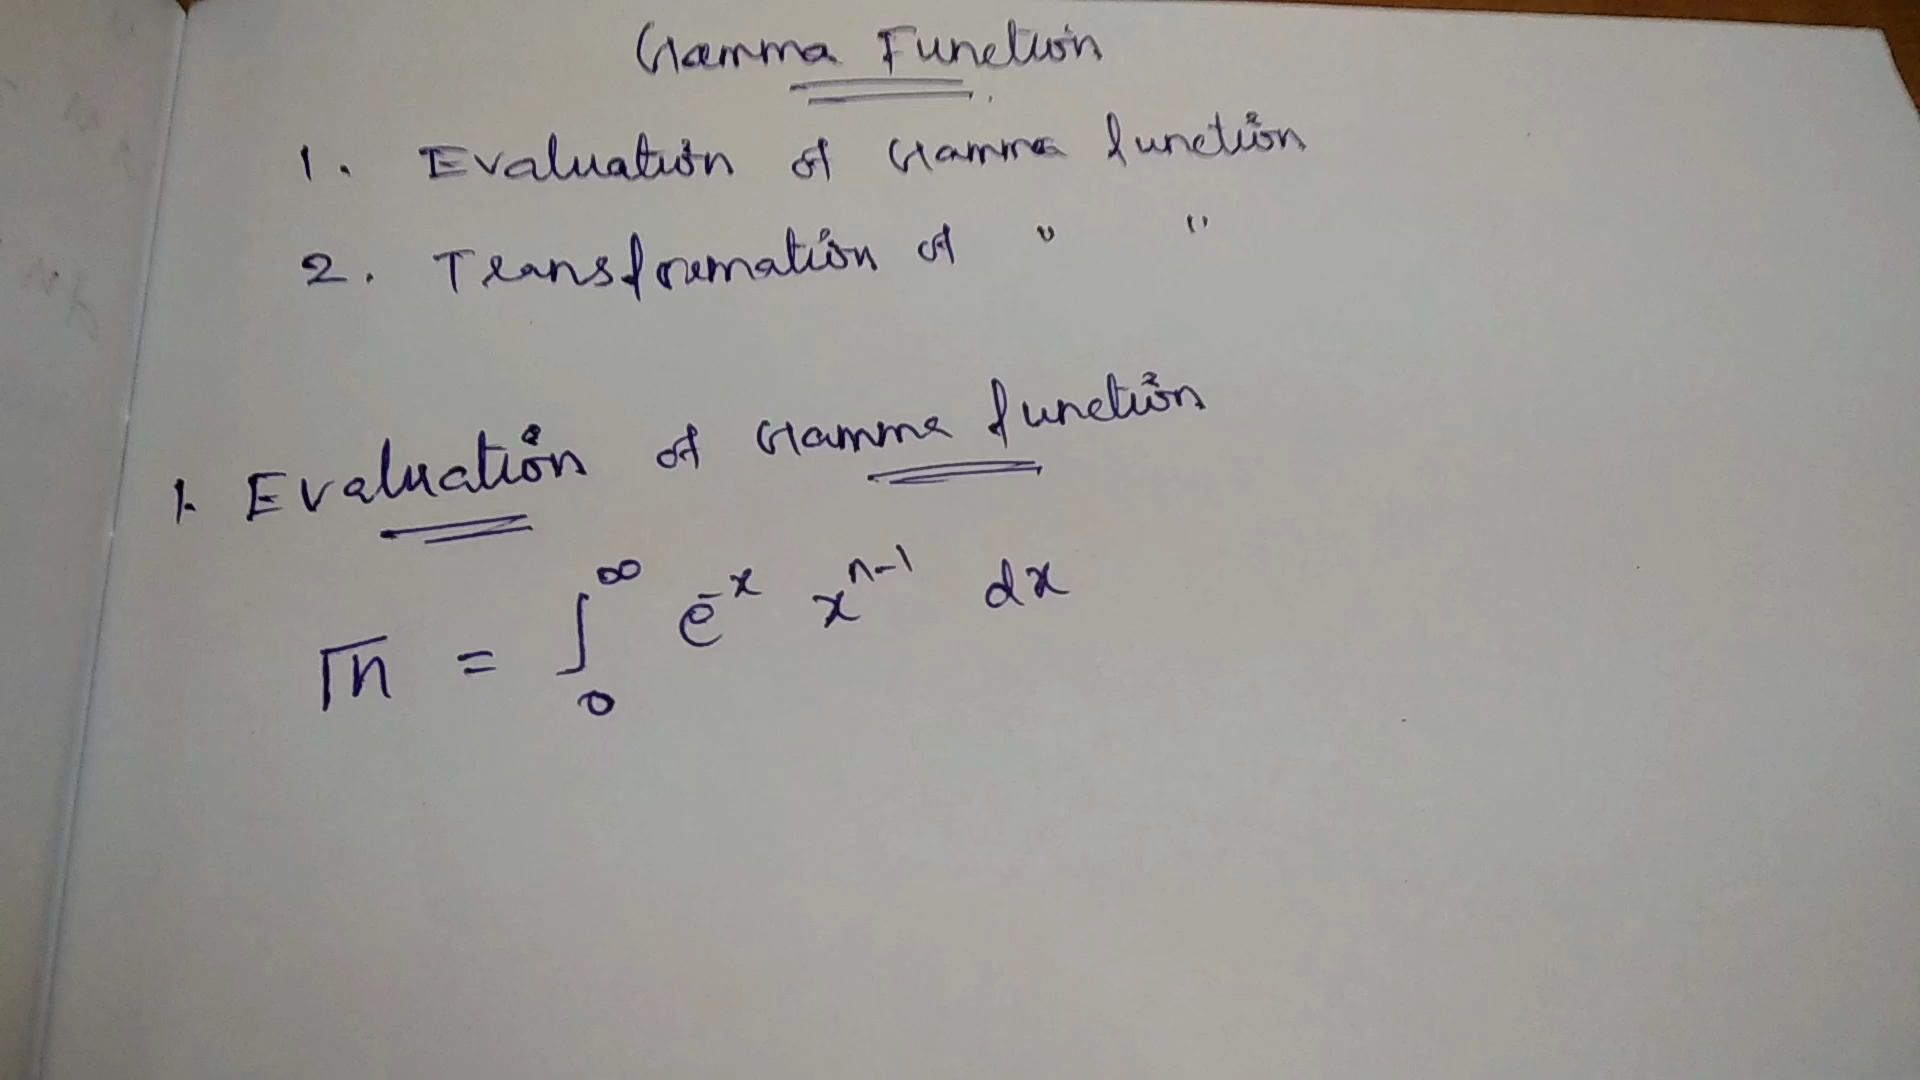 Gamma Function
1. Evaluation of Gamma function
2. Transformation of " "
1. Evaluation of Gamma function
Γn = ∫₀^∞ e^-x x^n-1 dx